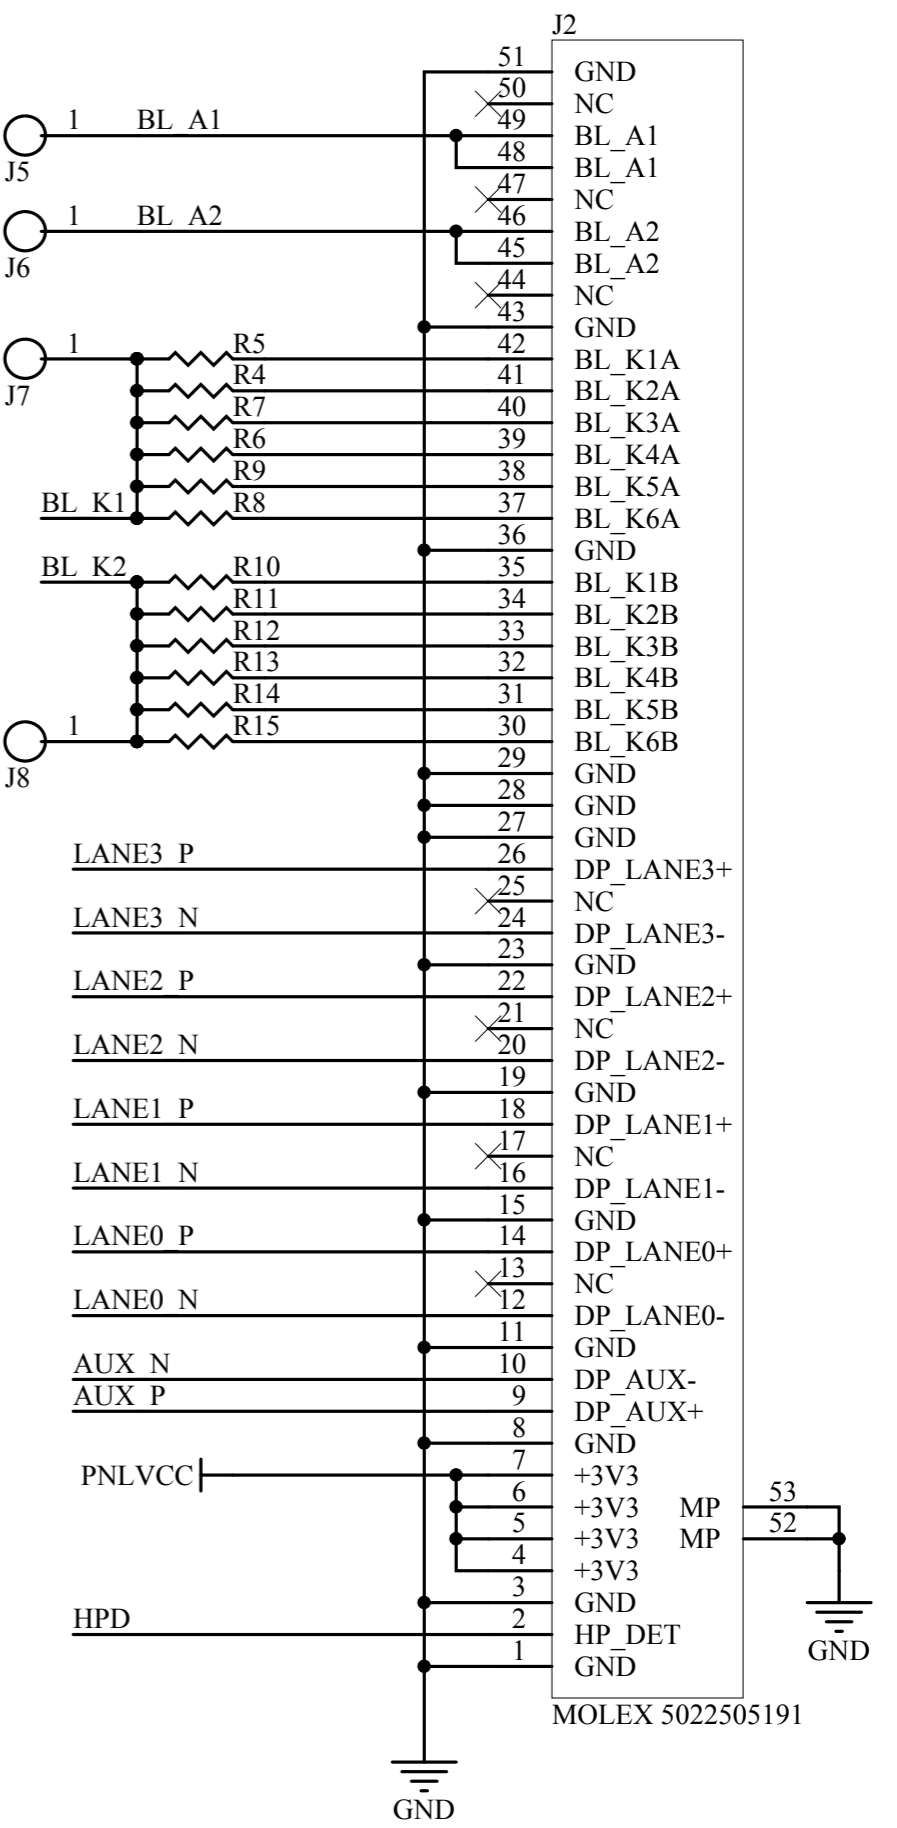 J2
51 GND
50 NC
1 BL_A1 49 BL_A1
J5 48 BL_A1
47 NC
1 BL_A2 46 BL_A2
J6 45 BL_A2
44 NC
43 GND
1 R5 42 BL_K1A
J7 R4 41 BL_K2A
R7 40 BL_K3A
R6 39 BL_K4A
R9 38 BL_K5A
BL_K1 R8 37 BL_K6A
36 GND
BL_K2 R10 35 BL_K1B
R11 34 BL_K2B
R12 33 BL_K3B
R13 32 BL_K4B
R14 31 BL_K5B
1 R15 30 BL_K6B
J8 29 GND
28 GND
27 GND
LANE3_P 26 DP_LANE3+
25 NC
LANE3_N 24 DP_LANE3-
23 GND
LANE2_P 22 DP_LANE2+
21 NC
LANE2_N 20 DP_LANE2-
19 GND
LANE1_P 18 DP_LANE1+
17 NC
LANE1_N 16 DP_LANE1-
15 GND
LANE0_P 14 DP_LANE0+
13 NC
LANE0_N 12 DP_LANE0-
11 GND
AUX_N 10 DP_AUX-
AUX_P 9 DP_AUX+
8 GND
PNLVCC 7 +3V3
6 +3V3 MP 53
5 +3V3 MP 52
4 +3V3
3 GND
HPD 2 HP_DET
GND
1 GND
MOLEX 5022505191
GND